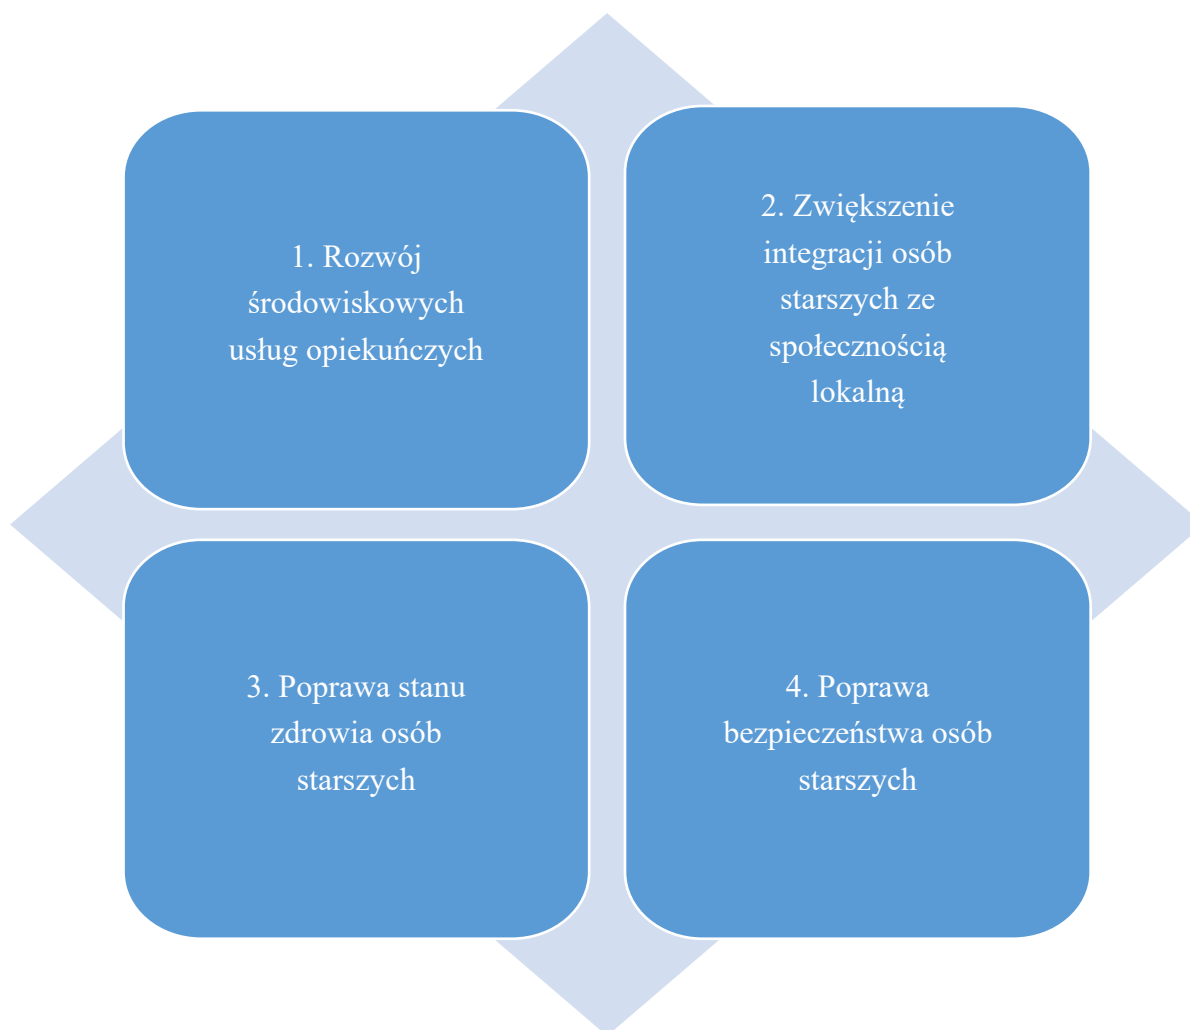 1. Rozwój
środowiskowych
usług opiekuńczych
2. Zwiększenie
integracji osób
starszych ze
społecznością
lokalną
3. Poprawa stanu
zdrowia osób
starszych
4. Poprawa
bezpieczeństwa osób
starszych